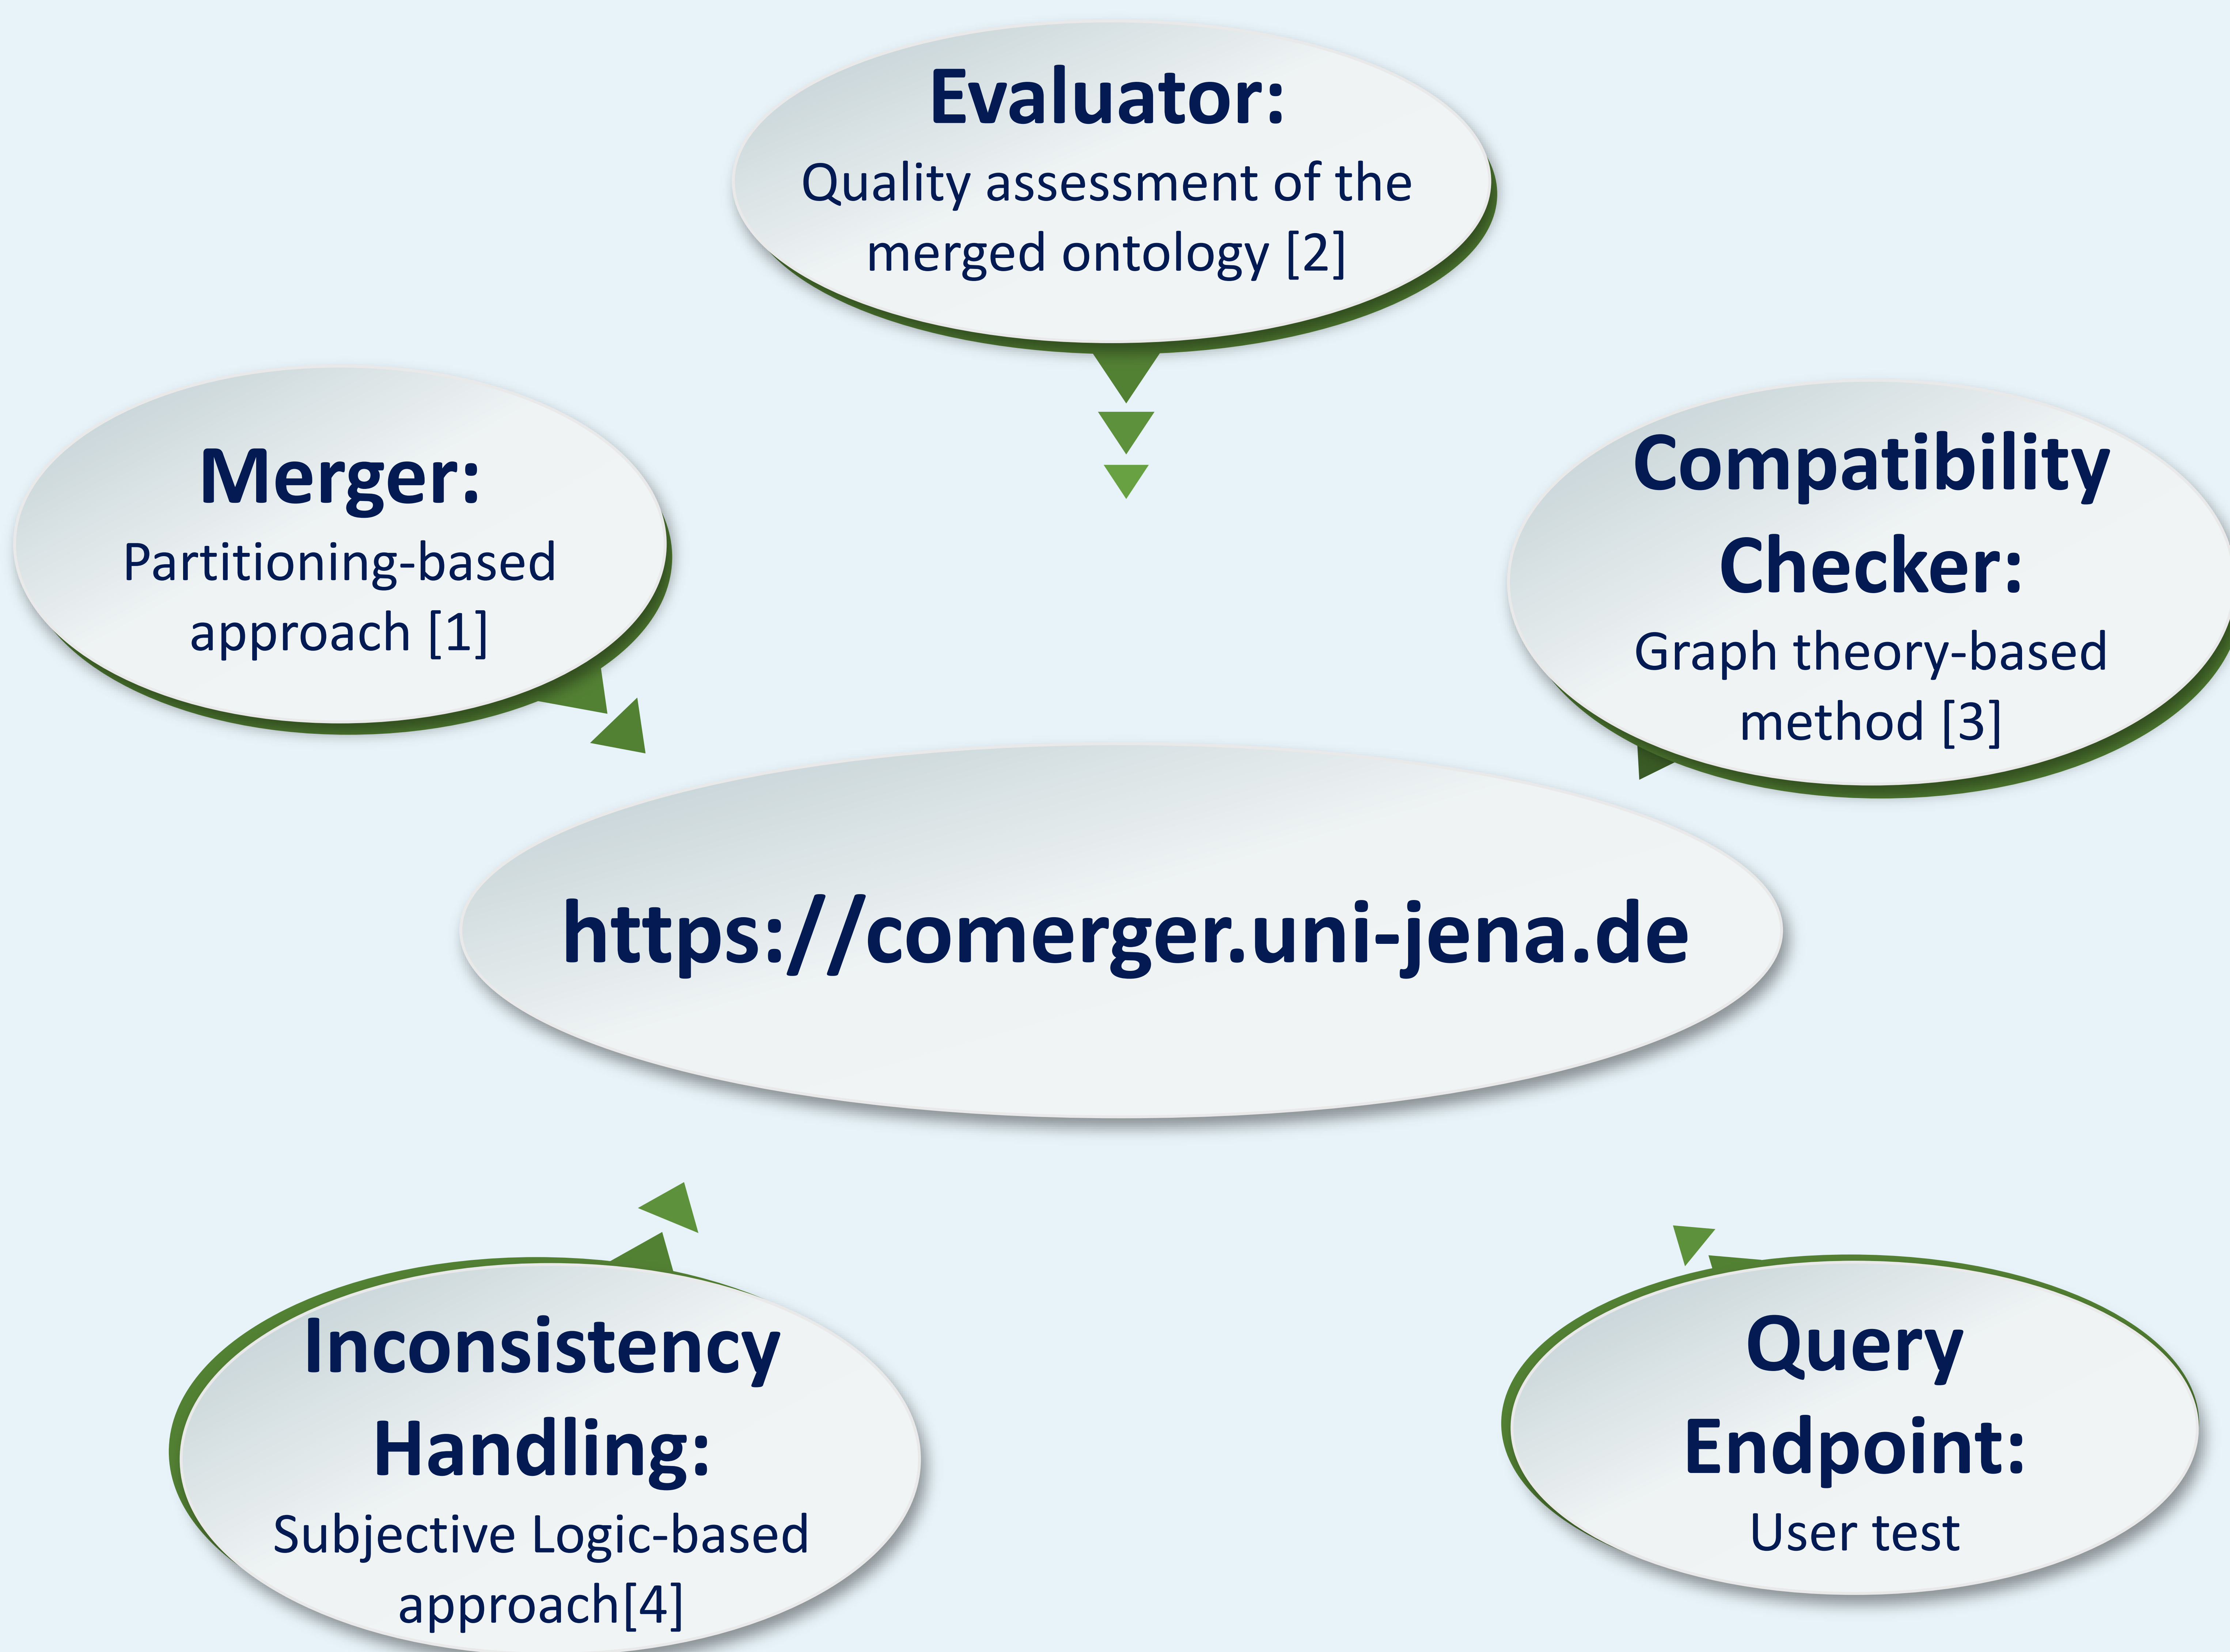 Evaluator:
Quality assessment of the
merged ontology [2]
Merger:
Partitioning-based
approach [1]
Compatibility
Checker:
Graph theory-based
method [3]
https://comerger.uni-jena.de
Inconsistency
Handling:
Subjective Logic-based
approach[4]
Query
Endpoint:
User test